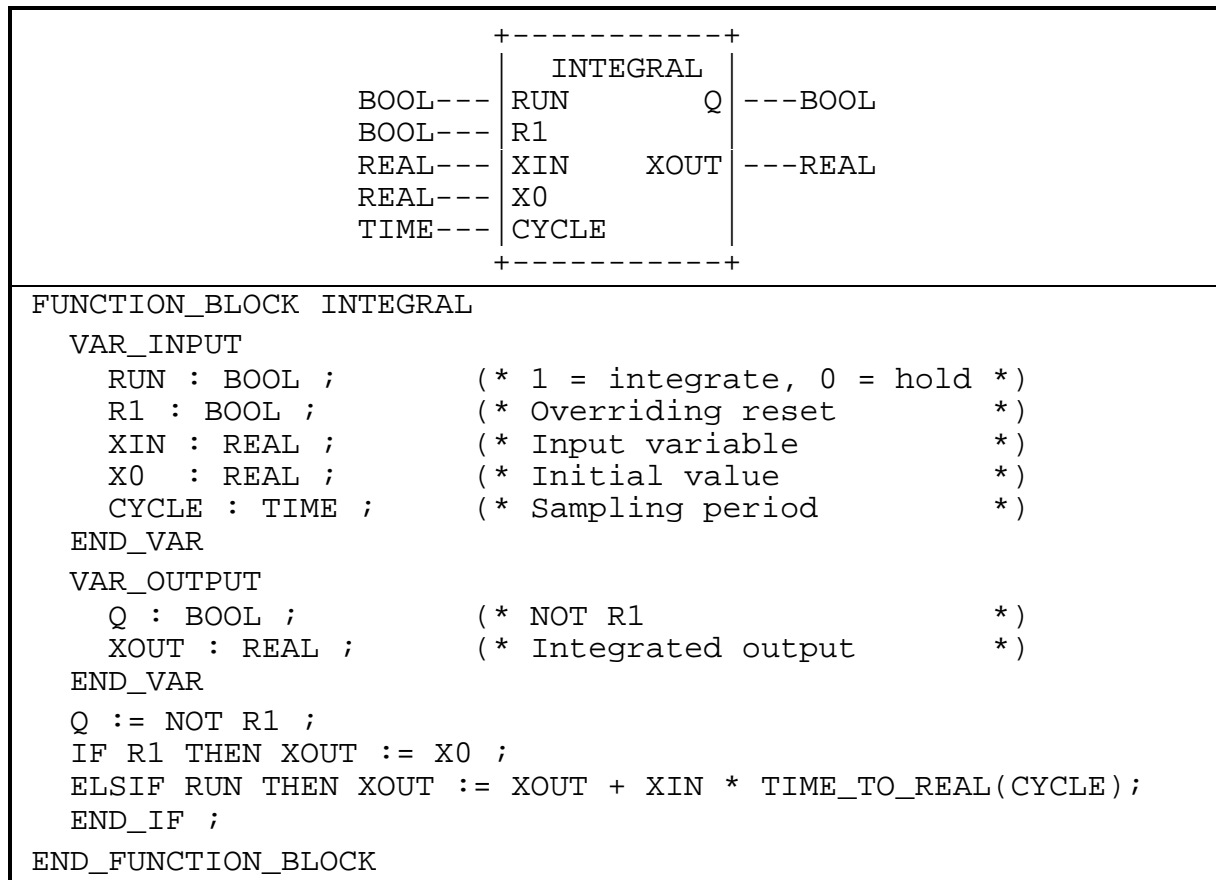 +-----------+
| INTEGRAL |
BOOL---|RUN Q|---BOOL
BOOL---|R1 |
REAL---|XIN XOUT|---REAL
REAL---|X0 |
TIME---|CYCLE |
+-----------+
FUNCTION_BLOCK INTEGRAL
VAR_INPUT
RUN : BOOL ; (* 1 = integrate, 0 = hold *)
R1 : BOOL ; (* Overriding reset *)
XIN : REAL ; (* Input variable *)
X0 : REAL ; (* Initial value *)
CYCLE : TIME ; (* Sampling period *)
END_VAR
VAR_OUTPUT
Q : BOOL ; (* NOT R1 *)
XOUT : REAL ; (* Integrated output *)
END_VAR
Q := NOT R1 ;
IF R1 THEN XOUT := X0 ;
ELSIF RUN THEN XOUT := XOUT + XIN * TIME_TO_REAL(CYCLE);
END_IF ;
END_FUNCTION_BLOCK